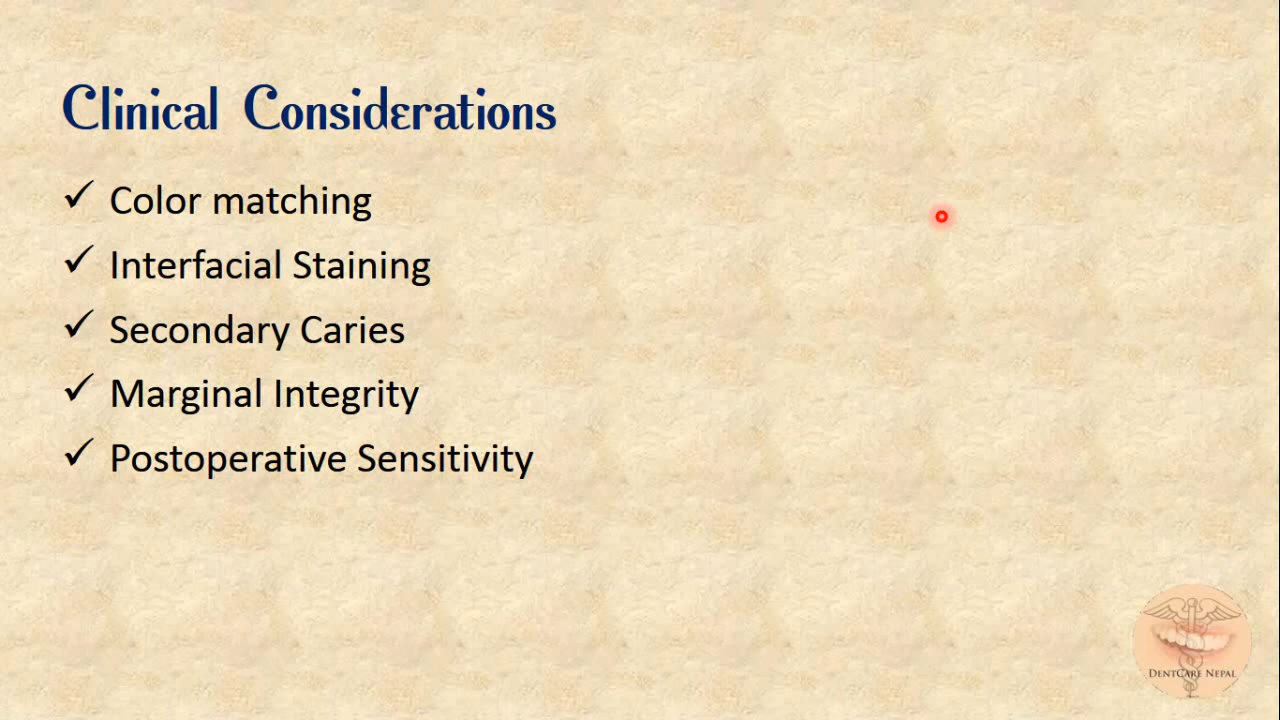 Clinical Considerations
✓ Color matching
✓ Interfacial Staining
✓ Secondary Caries
✓ Marginal Integrity
✓ Postoperative Sensitivity
DENTCARE NEPAL